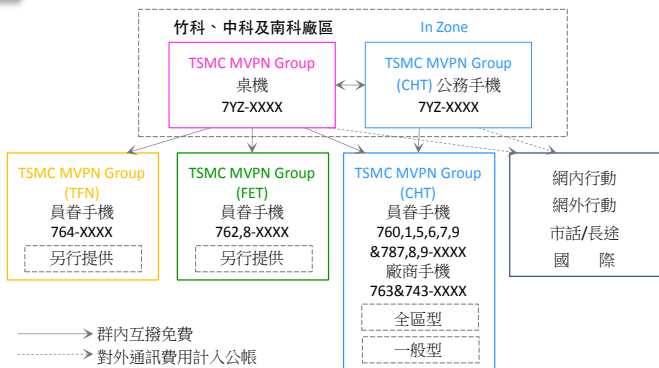 竹科、中科及南科廠區
In Zone
TSMC MVPN Group
桌機
7YZ-XXXX
TSMC MVPN Group
(CHT) 公務手機
7YZ-XXXX
TSMC MVPN Group
(TFN)
員眷手機
764-XXXX
另行提供
TSMC MVPN Group
(FET)
員眷手機
762,8-XXXX
另行提供
TSMC MVPN Group
(CHT)
員眷手機
760,1,5,6,7,9
&787,8,9-XXXX
廠商手機
763&743-XXXX
全區型
一般型
網內行動
網外行動
市話/長途
國 際
群內互撥免費
對外通訊費用計入公帳